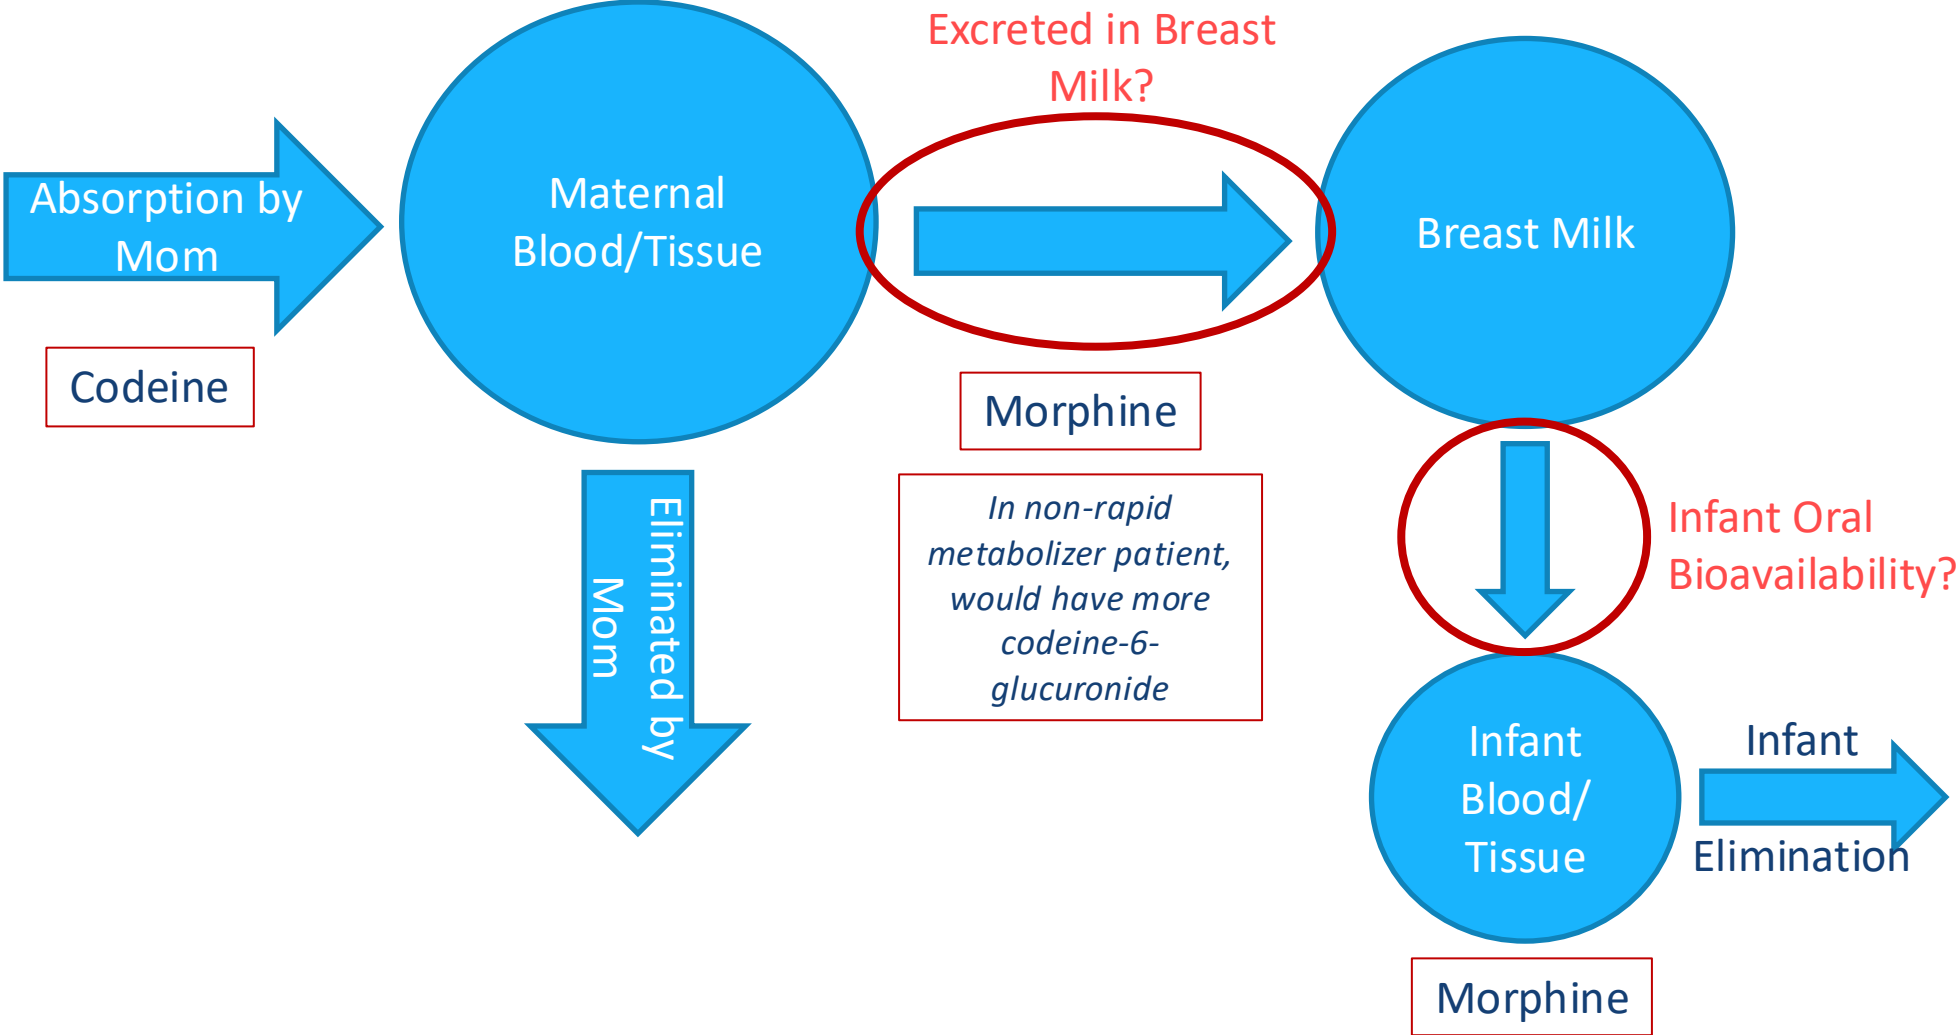 Excreted in Breast
Milk?
Absorption by
Mom
Maternal
Blood/Tissue
Breast Milk
Codeine
Morphine
In non-rapid
metabolizer patient,
would have more
codeine-6-
glucuronide
Eliminated by
Mom
Infant Oral
Bioavailability?
Infant
Blood/
Tissue
Infant
Elimination
Morphine